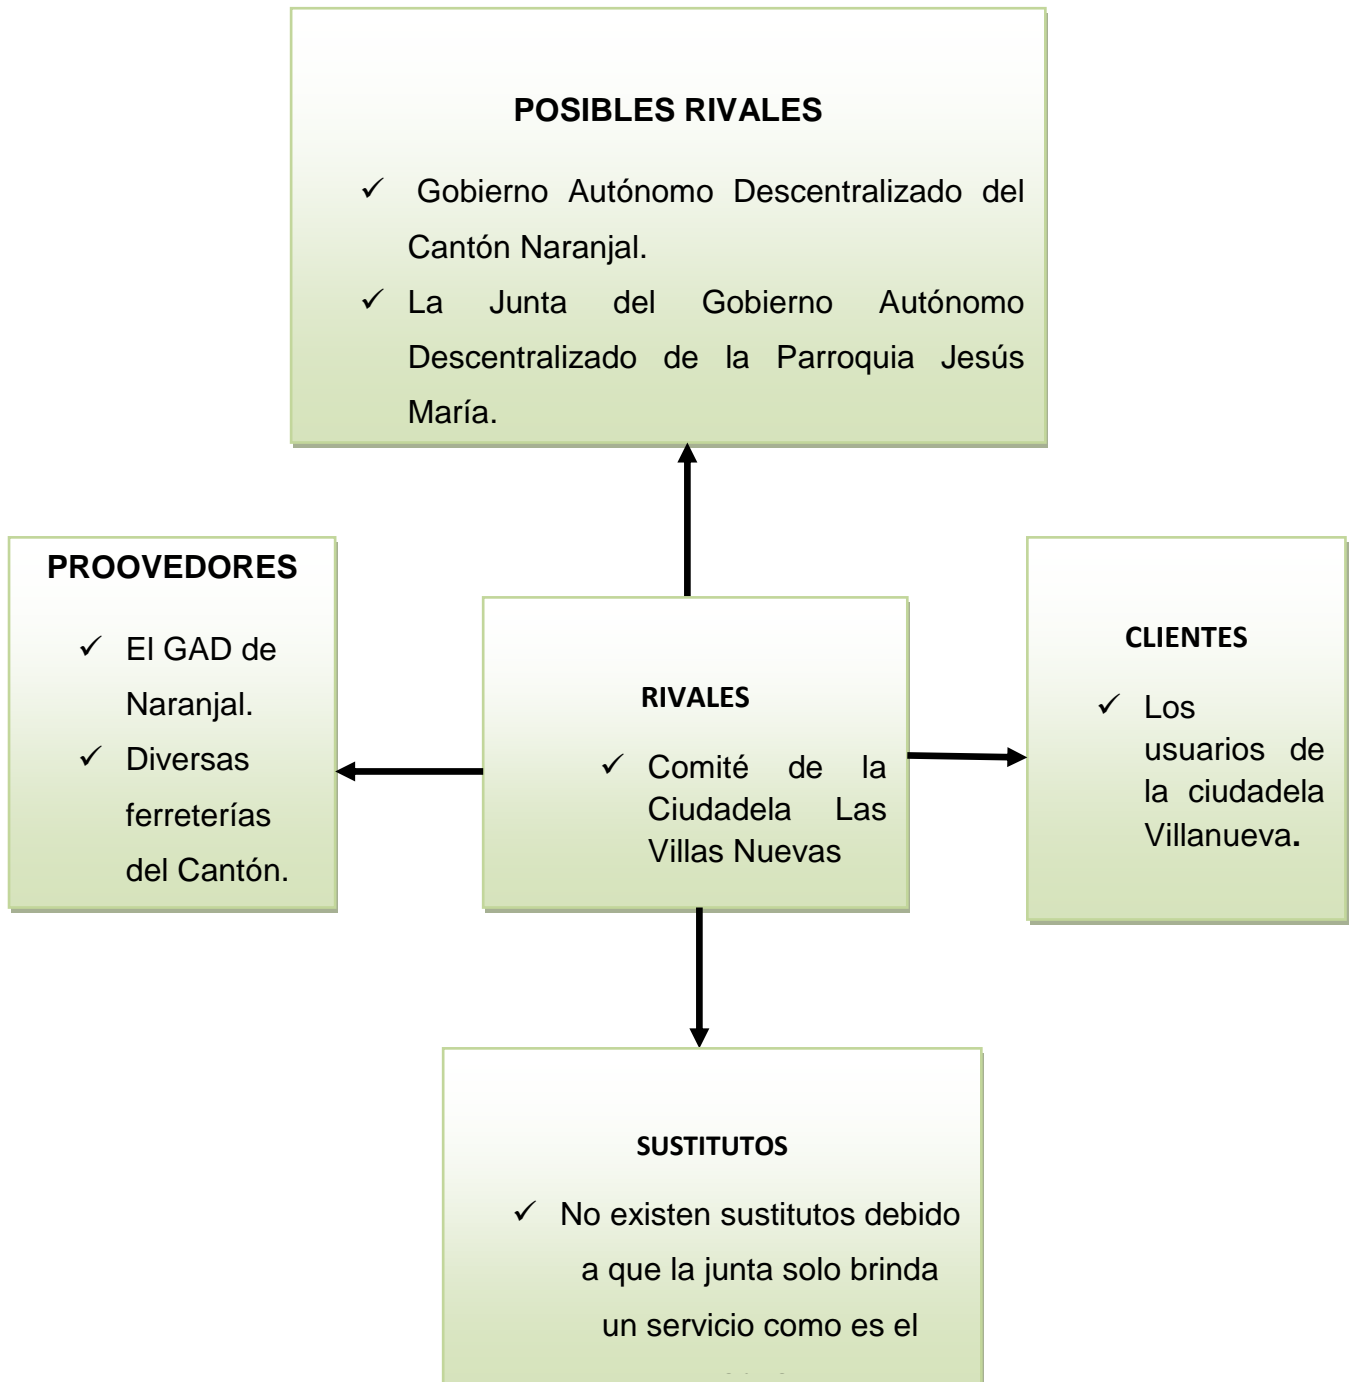 POSIBLES RIVALES
✓ Gobierno Autónomo Descentralizado del
Cantón Naranjal.
✓ La Junta del Gobierno Autónomo
Descentralizado de la Parroquia Jesús
María.
PROOVEDORES
✓ El GAD de
Naranjal.
✓ Diversas
ferreterías
del Cantón.
RIVALES
✓ Comité de la
Ciudadela Las
Villas Nuevas
CLIENTES
✓ Los
usuarios de
la ciudadela
Villanueva.
SUSTITUTOS
✓ No existen sustitutos debido
a que la junta solo brinda
un servicio como es el